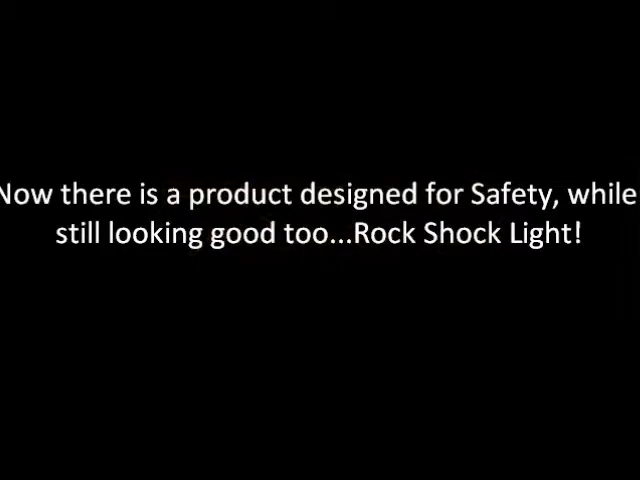 Now there is a product designed for Safety, while
still looking good too...Rock Shock Light!